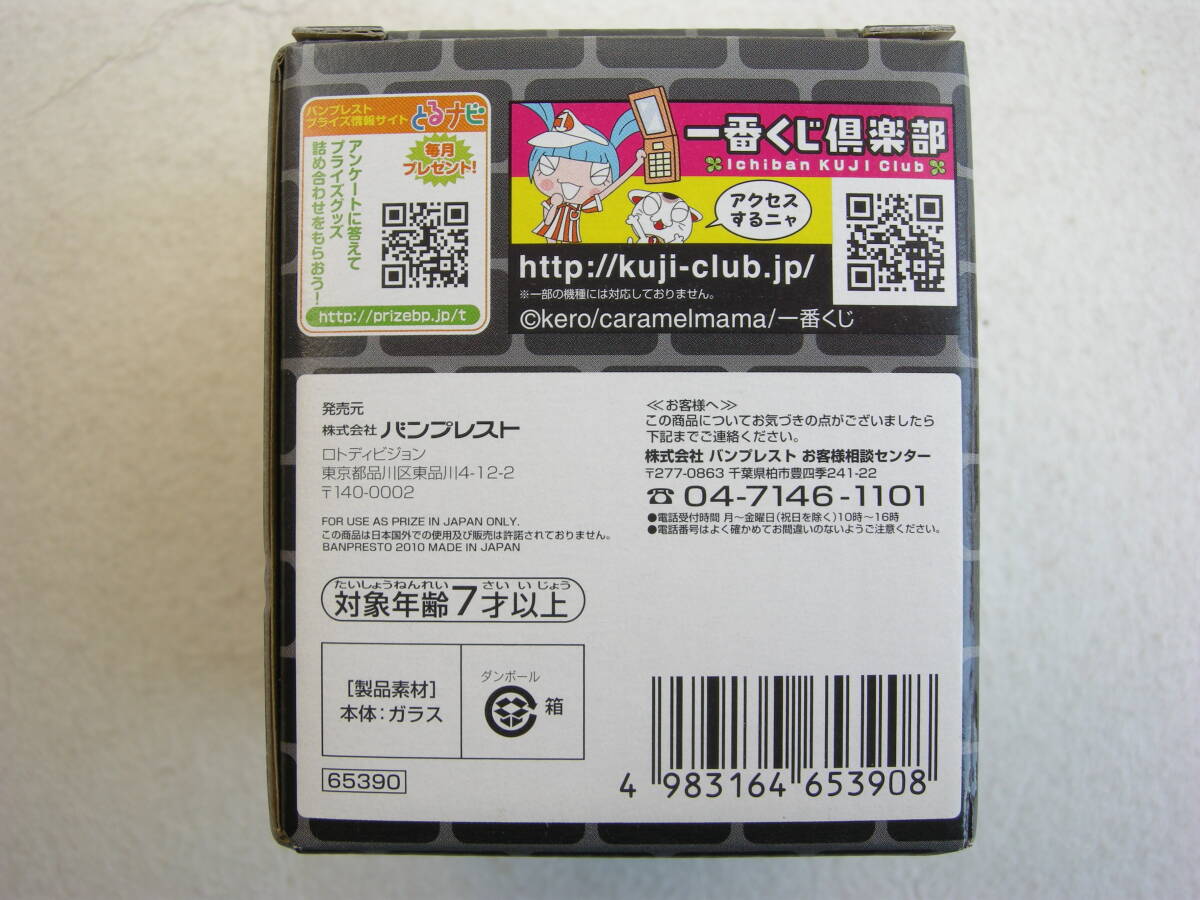 バンプレスト
プライズ情報サイト
とるナビ
毎月
プレゼント!
アンケートに答えて
プライズグッズ
詰め合わせをもらおう!
http://prizebp.jp/t
1
一番くじ倶楽部
Ichiban KUJI Club
アクセス
するニャ
http://kuji-club.jp/
※一部の機種には対応しておりません。
©kero/caramelmama/一番くじ
発売元
株式会社 バンプレスト
ロトディビジョン
東京都品川区東品川4-12-2
〒140-0002
FOR USE AS PRIZE IN JAPAN ONLY.
この商品は日本国外での使用及び販売は許諾されておりません。
BANPRESTO 2010 MADE IN JAPAN
≪お客様へ≫
この商品についてお気づきの点がございましたら
下記までご連絡ください。
株式会社 バンプレスト お客様相談センター
〒277-0863 千葉県柏市豊四季241-22
☎ 04-7146-1101
●電話受付時間 月～金曜日(祝日を除く)10時～16時
●電話番号はよく確かめてお間違いのないようご注意ください。
たいしょうねんれい さい いじょう
対象年齢7才以上
[製品素材]
本体:ガラス
ダンボール
箱
65390
4 983164 653908